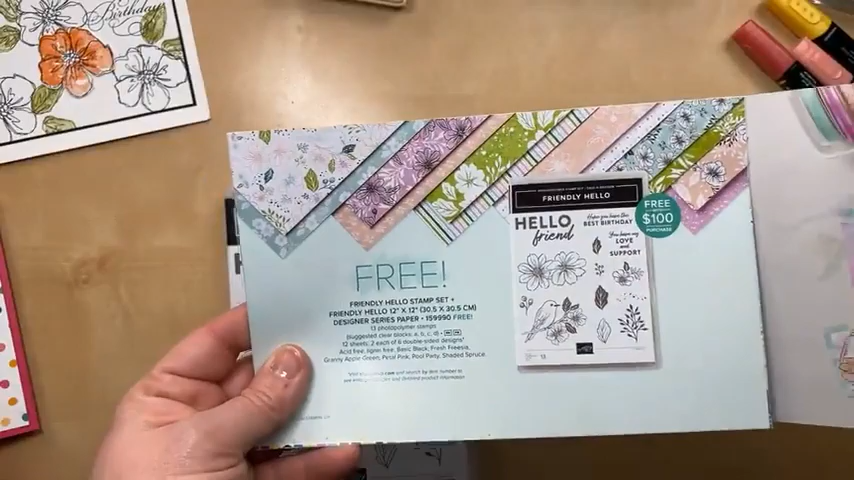 Birthday
FRIENDLY HELLO
HELLO
friend
Hope you have the
BEST BIRTHDAY
You have my
LOVE
and
SUPPORT
FREE
$100
PURCHASE
FREE!
FRIENDLY HELLO STAMP SET +
FRIENDLY HELLO 12" X 12" (30.5 X 30.5 CM)
DESIGNER SERIES PAPER • 159990 FREE!
13 photopolymer stamps
(suggested clear blocks: a, b, c, d)
12 sheets: 2 each of 6 double-sided designs*
Acid free, lignin free. Basic Black, Fresh Freesia,
Granny Apple Green, Petal Pink, Pool Party, Shaded Spruce